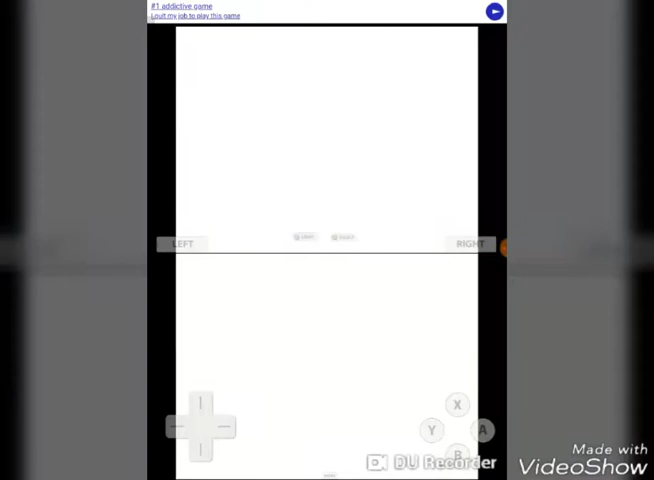 #1 addictive game
I quit my job to play this game
LEFT
RIGHT
X
Y
A
B
DU Recorder
Made with
VideoShow